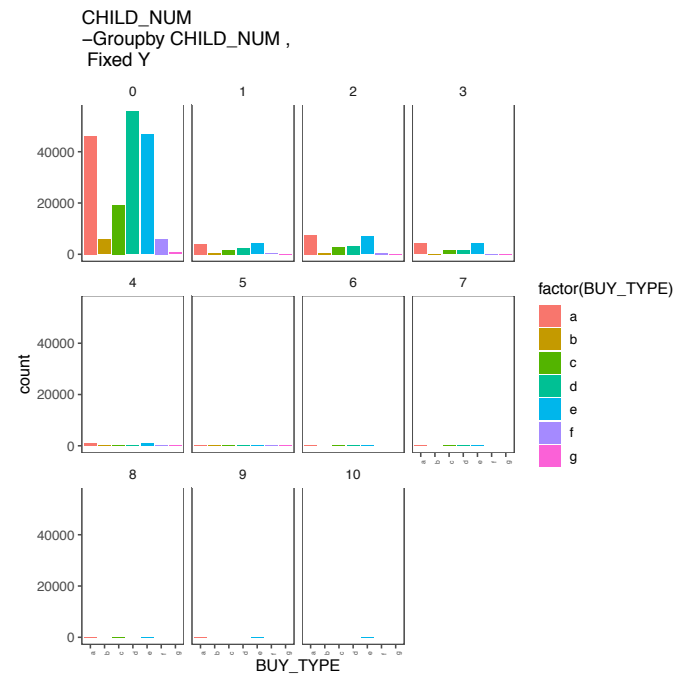 CHILD_NUM
−Groupby CHILD_NUM ,
Fixed Y
0 1 2 3
40000
20000
0
4 5 6 7
factor(BUY_TYPE)
a
b
c
d
e
f
g
count
40000
20000
0
a b c d e f g
8 9 10
40000
20000
0
a b c d e f g a b c d e f g a b c d e f g
BUY_TYPE